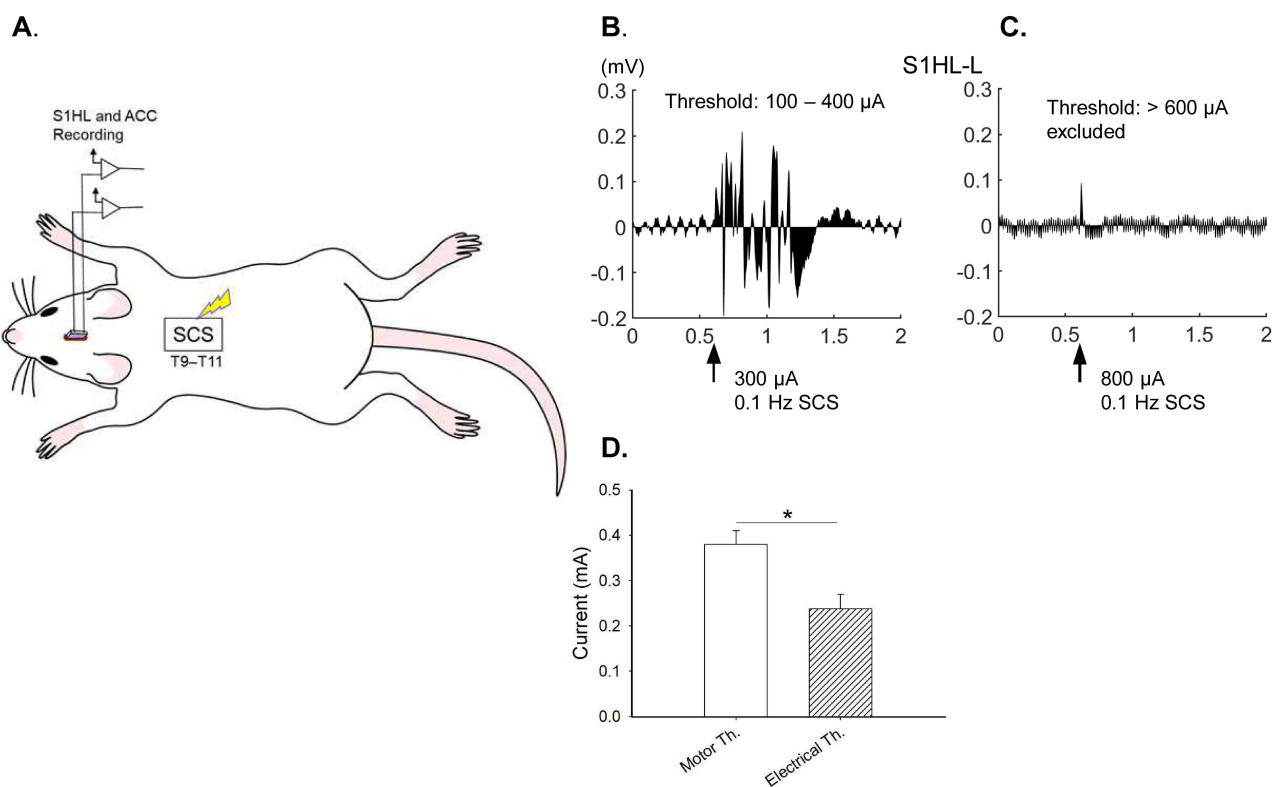 A.
S1HL and ACC
Recording
SCS
T9–T11
B.
(mV)
Threshold: 100 – 400 µA
0.3
0.2
0.1
0
-0.1
-0.2
0
0.5
1
1.5
2
300 µA
0.1 Hz SCS
S1HL-L
C.
Threshold: > 600 µA
excluded
0.3
0.2
0.1
0
-0.1
-0.2
0
0.5
1
1.5
2
800 µA
0.1 Hz SCS
D.
Current (mA)
0.5
0.4
0.3
0.2
0.1
0.0
*
Motor Th.
Electrical Th.